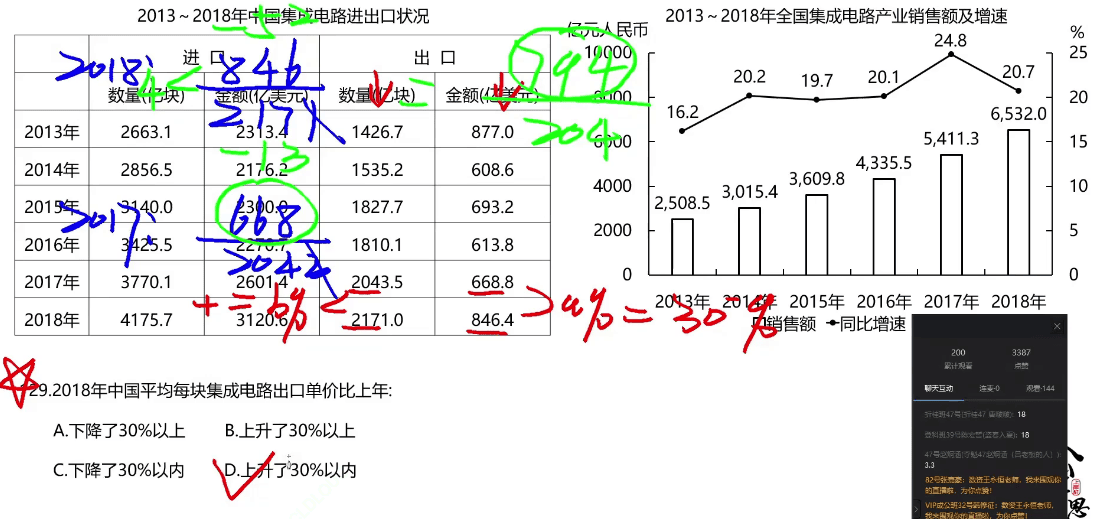 2013～2018年中国集成电路进出口状况
进 口 出 口
数量(亿块) 金额(亿美元) 数量(亿块) 金额(亿美元)
2013年 2663.1 2313.4 1426.7 877.0
2014年 2856.5 2176.2 1535.2 608.6
2015年 3140.0 2300.0 1827.7 693.2
2016年 3425.5 2270.7 1810.1 613.8
2017年 3770.1 2601.4 2043.5 668.8
2018年 4175.7 3120.6 2171.0 846.4
2018:
846
2171
2017:
668
204
-13
794
204
6%
= 30%
2013～2018年全国集成电路产业销售额及增速
亿元人民币 %
10000 25
8000 20
6000 15
4000 10
2000 5
0 0
16.2 20.2 19.7 20.1 24.8 20.7
2,508.5 3,015.4 3,609.8 4,335.5 5,411.3 6,532.0
2013年 2014年 2015年 2016年 2017年 2018年
销售额 同比增速
29.2018年中国平均每块集成电路出口单价比上年:
A.下降了30%以上 B.上升了30%以上
C.下降了30%以内 D.上升了30%以内
200 3387
累计观看 点赞
聊天互动 连麦-0 观看-144
18
18
3.3
思